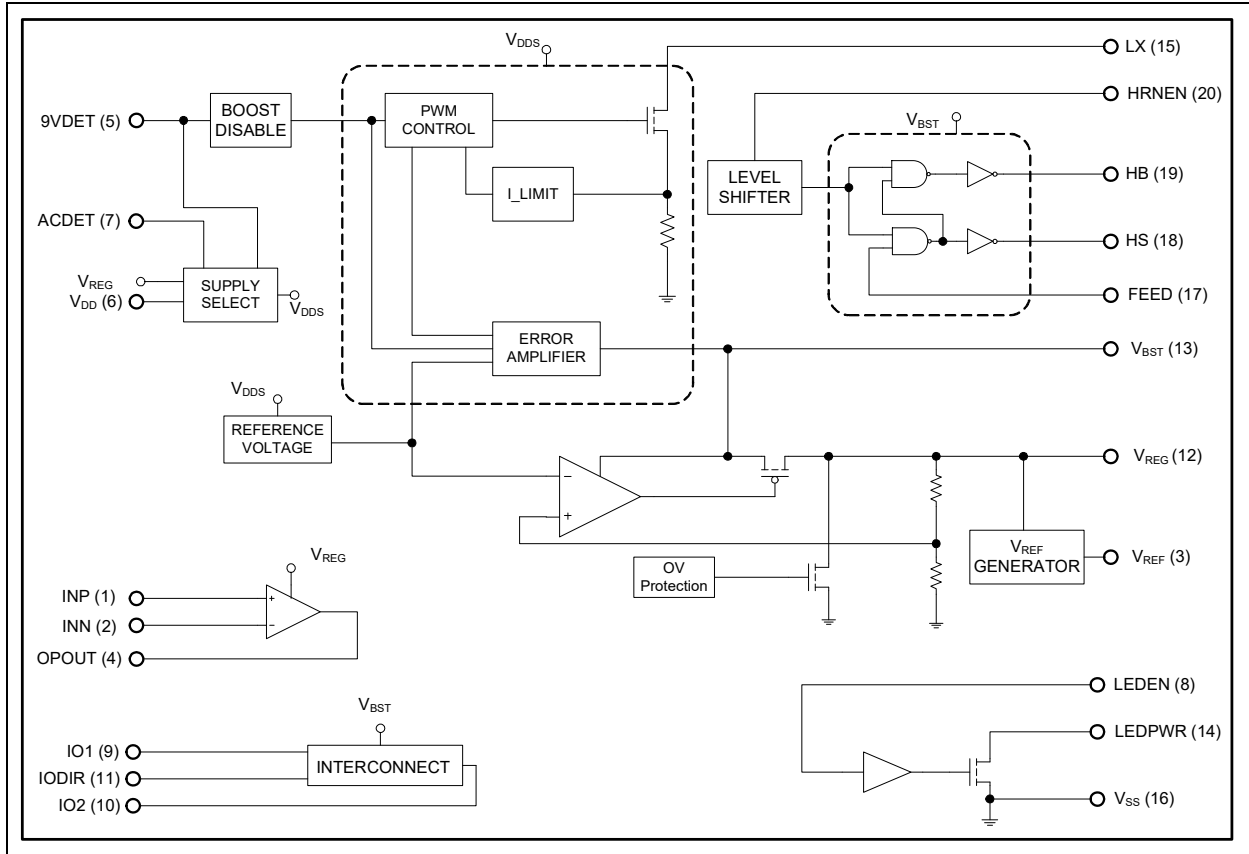 VDDS
LX (15)
HRNEN (20)
9VDET (5)
BOOST
DISABLE
PWM
CONTROL
VBST
LEVEL
SHIFTER
HB (19)
I_LIMIT
ACDET (7)
HS (18)
VREG
VDD (6)
SUPPLY
SELECT
VDDS
FEED (17)
ERROR
AMPLIFIER
VBST (13)
VDDS
REFERENCE
VOLTAGE
−
+
VREG (12)
OV
Protection
VREF
GENERATOR
VREF (3)
VREG
INP (1)
+
INN (2)
−
OPOUT (4)
LEDEN (8)
VBST
LEDPWR (14)
IO1 (9)
INTERCONNECT
IODIR (11)
IO2 (10)
VSS (16)